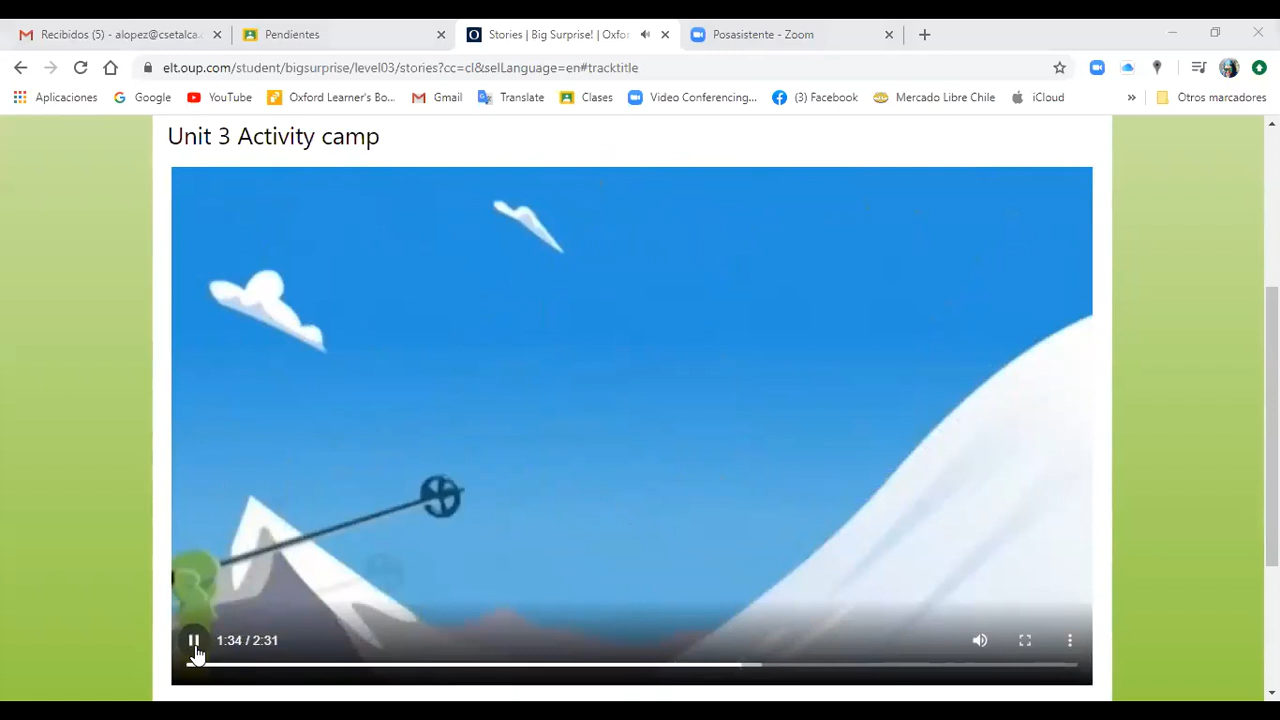 Recibidos (5) - alopez@csetalca.
Pendientes
Stories | Big Surprise! | Oxfo
Posasistente - Zoom
elt.oup.com/student/bigsurprise/level03/stories?cc=cl&selLanguage=en#tracktitle
Aplicaciones
Google
YouTube
Oxford Learner's Bo...
Gmail
Translate
Clases
Video Conferencing...
(3) Facebook
Mercado Libre Chile
iCloud
»
Otros marcadores
Unit 3 Activity camp
1:34 / 2:31